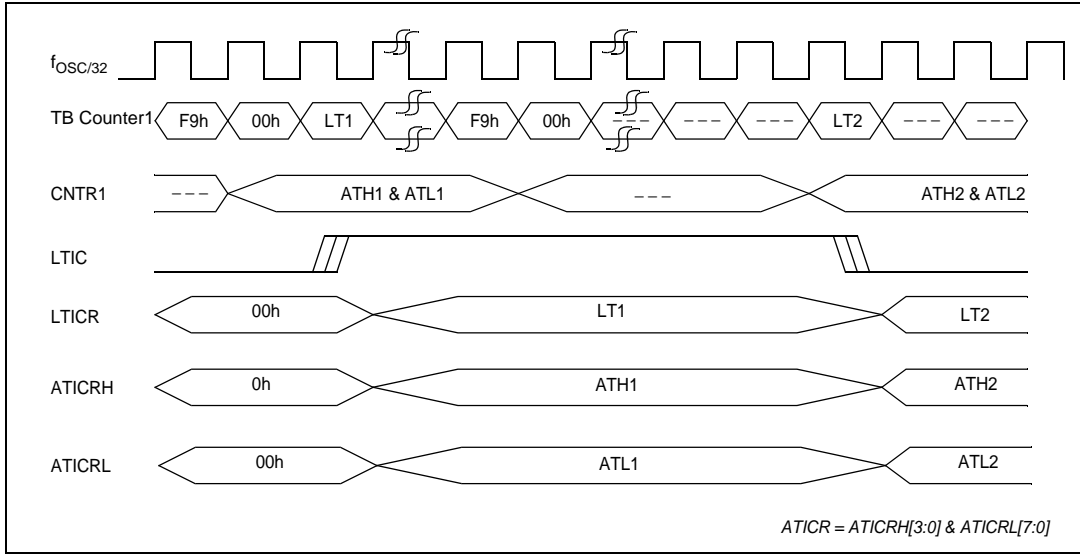 fOSC/32
TB Counter1 F9h 00h LT1 F9h 00h --- --- --- LT2 --- ---
CNTR1 --- ATH1 & ATL1 --- ATH2 & ATL2
LTIC
LTICR 00h LT1 LT2
ATICRH 0h ATH1 ATH2
ATICRL 00h ATL1 ATL2
ATICR = ATICRH[3:0] & ATICRL[7:0]